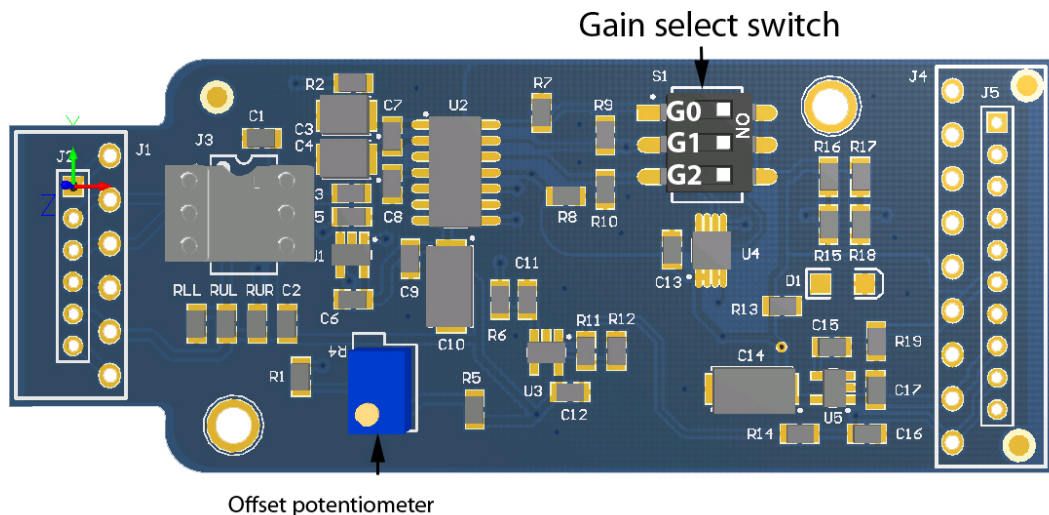 Gain select switch
S1
J4
R2
R7
J5
C7
U2
R9
G0
ON
C1
J3
C3
G1
R16
R17
J1
C4
J2
G2
Y
Z
3
R8
R10
5
C8
1
U4
R15
R18
C13
D1
C9
C11
RLL
RUL
RUR
C2
R13
C6
R6
C15
C10
R11
R12
R19
R4
C14
R1
R5
U3
C17
C12
U5
R14
C16
Offset potentiometer